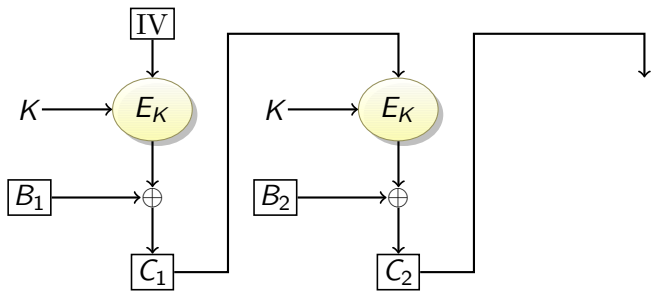 IV
K E_K K E_K
B_1 ⊕ B_2 ⊕
C_1 C_2